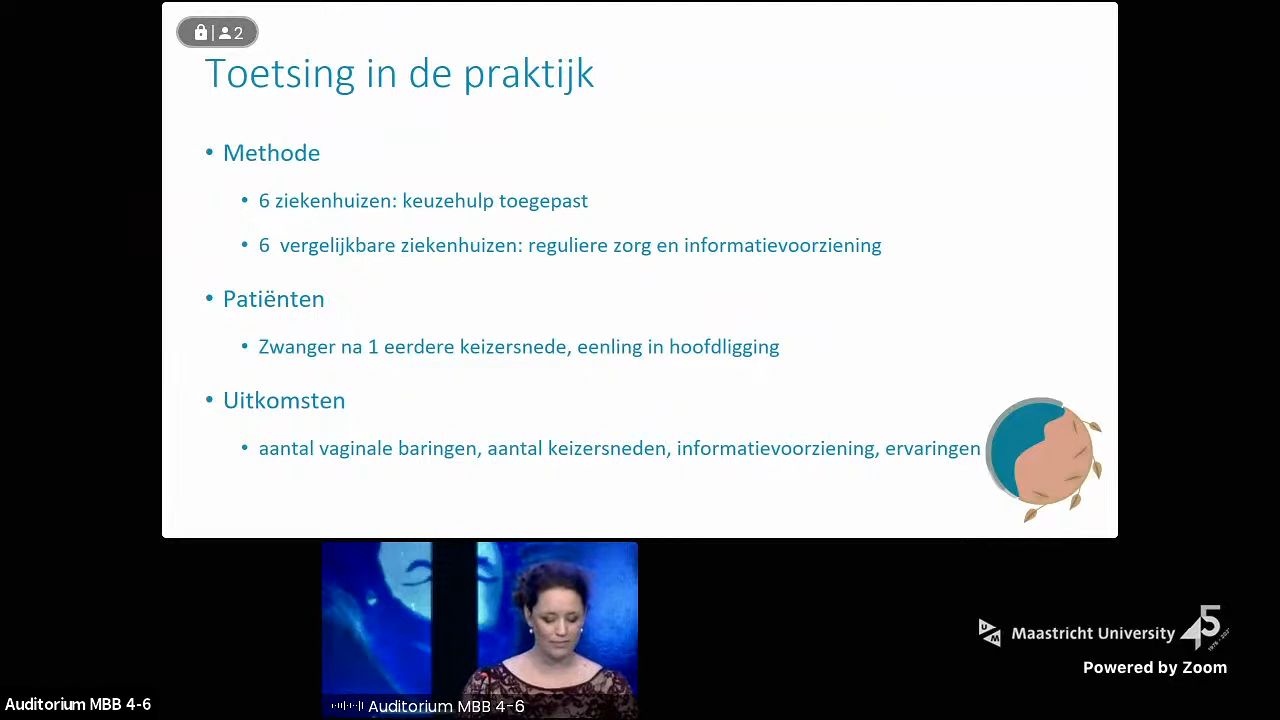 2
Toetsing in de praktijk
• Methode
• 6 ziekenhuizen: keuzehulp toegepast
• 6 vergelijkbare ziekenhuizen: reguliere zorg en informatievoorziening
• Patiënten
• Zwanger na 1 eerdere keizersnede, eenling in hoofdligging
• Uitkomsten
• aantal vaginale baringen, aantal keizersneden, informatievoorziening, ervaringen
UM Maastricht University 45
Powered by Zoom
Auditorium MBB 4-6
Auditorium MBB 4-6